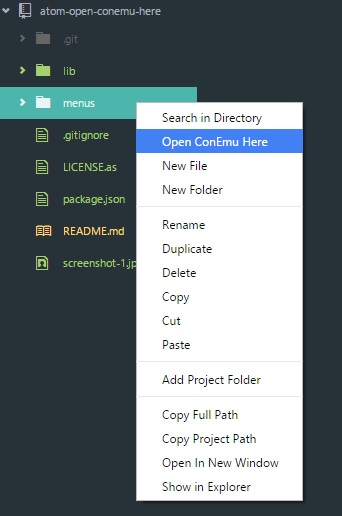 atom-open-conemu-here
.git
lib
menus
.gitignore
LICENSE.as
package.json
README.md
screenshot-1.jp
Search in Directory
Open ConEmu Here
New File
New Folder
Rename
Duplicate
Delete
Copy
Cut
Paste
Add Project Folder
Copy Full Path
Copy Project Path
Open In New Window
Show in Explorer